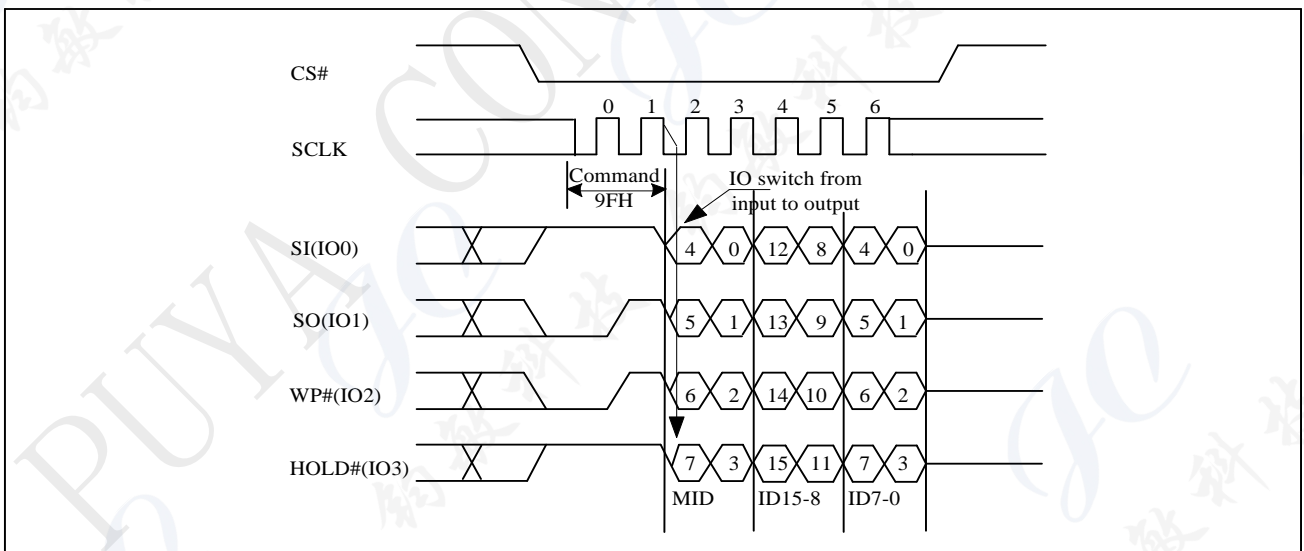 CS#
0 1 2 3 4 5 6
SCLK
Command
9FH
IO switch from
input to output
SI(IO0)
4 0 12 8 4 0
SO(IO1)
5 1 13 9 5 1
WP#(IO2)
6 2 14 10 6 2
HOLD#(IO3)
7 3 15 11 7 3
MID ID15-8 ID7-0
PUYA CON